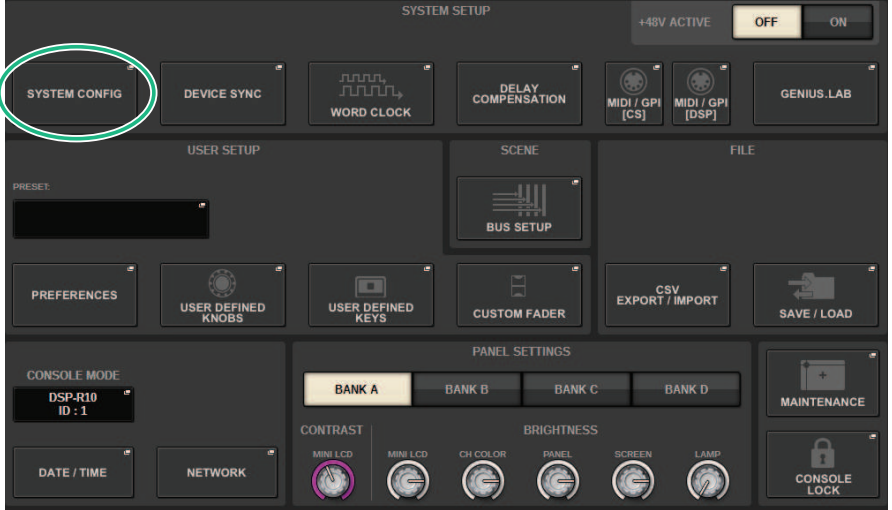 SYSTEM SETUP
+48V ACTIVE
OFF
ON
SYSTEM CONFIG
DEVICE SYNC
WORD CLOCK
DELAY
COMPENSATION
MIDI / GPI
[CS]
MIDI / GPI
[DSP]
GENIUS.LAB
USER SETUP
SCENE
FILE
PRESET:
BUS SETUP
PREFERENCES
USER DEFINED
KNOBS
USER DEFINED
KEYS
CUSTOM FADER
CSV
EXPORT / IMPORT
SAVE / LOAD
CONSOLE MODE
DSP-R10
ID : 1
PANEL SETTINGS
BANK A
BANK B
BANK C
BANK D
MAINTENANCE
CONTRAST
BRIGHTNESS
MINI LCD
MINI LCD
CH COLOR
PANEL
SCREEN
LAMP
DATE / TIME
NETWORK
CONSOLE
LOCK